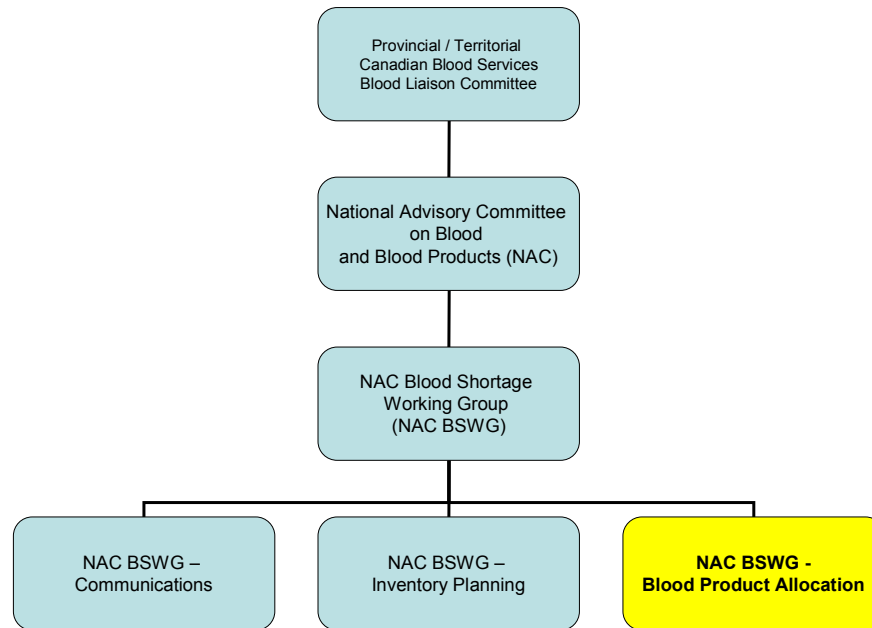 Provincial / Territorial
Canadian Blood Services
Blood Liaison Committee
National Advisory Committee
on Blood
and Blood Products (NAC)
NAC Blood Shortage
Working Group
(NAC BSWG)
NAC BSWG –
Communications
NAC BSWG –
Inventory Planning
NAC BSWG -
Blood Product Allocation